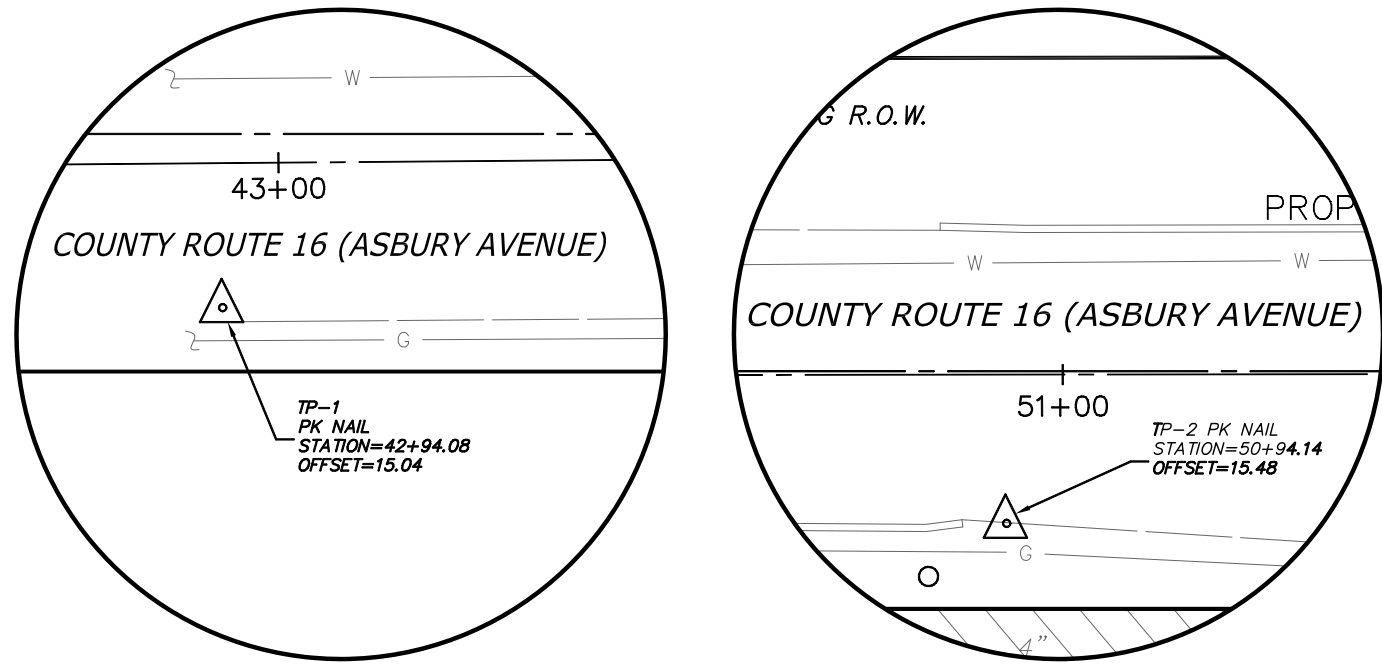 W
43+00
COUNTY ROUTE 16 (ASBURY AVENUE)
G
TP-1
PK NAIL
STATION=42+94.08
OFFSET=15.04
G R.O.W.
PROP
W W
COUNTY ROUTE 16 (ASBURY AVENUE)
51+00
TP-2 PK NAIL
STATION=50+94.14
OFFSET=15.48
G
4"